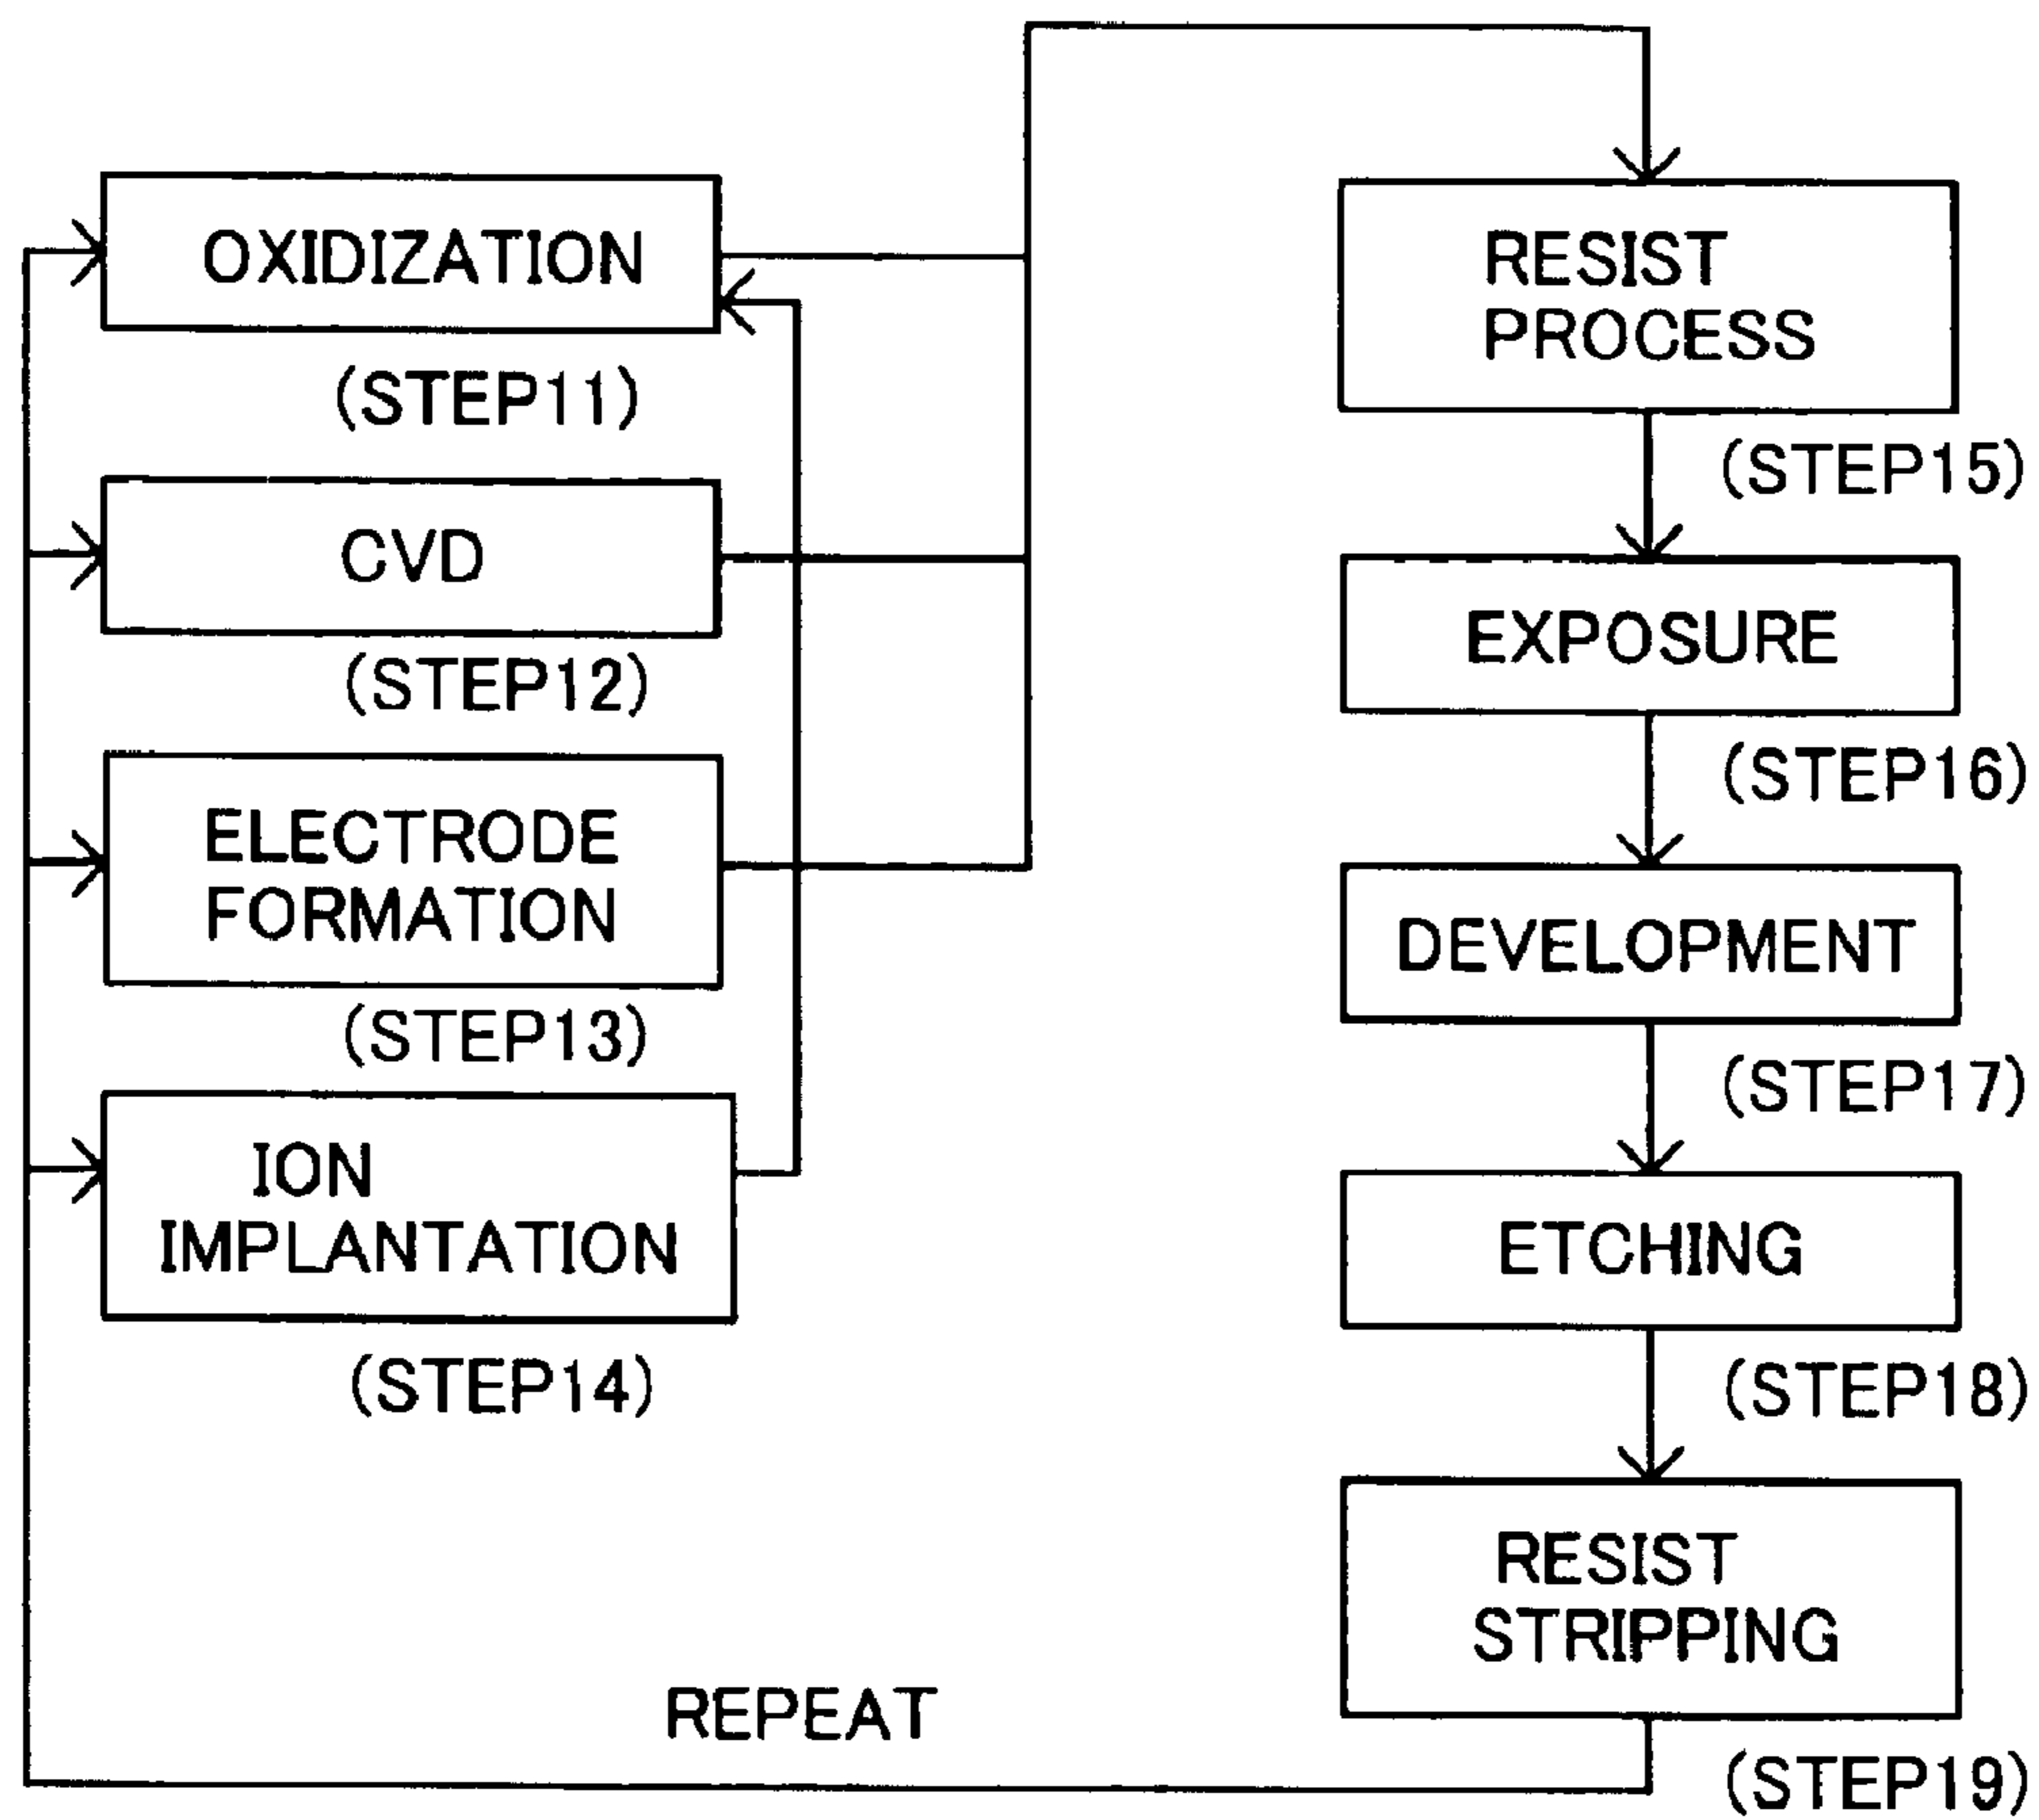 OXIDIZATION
(STEP11)
CVD
(STEP12)
ELECTRODE
FORMATION
(STEP13)
ION
IMPLANTATION
(STEP14)
RESIST
PROCESS
(STEP15)
EXPOSURE
(STEP16)
DEVELOPMENT
(STEP17)
ETCHING
(STEP18)
RESIST
STRIPPING
(STEP19)
REPEAT